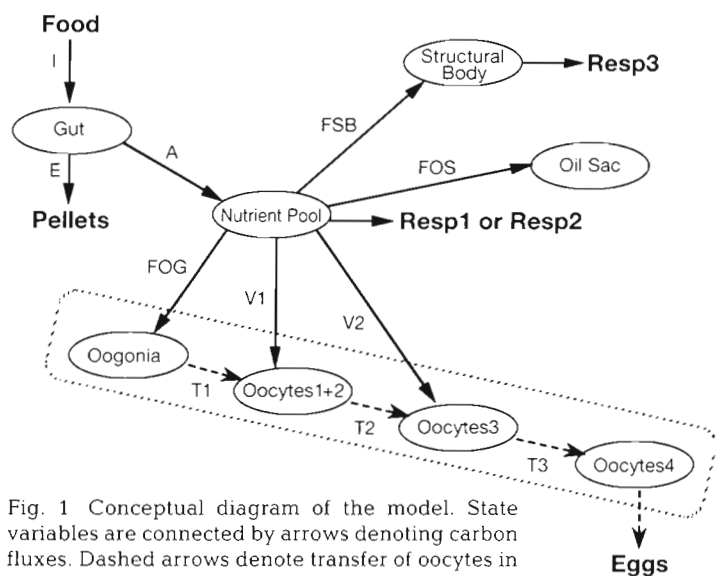 Food
I
Structural
Body
Resp3
FSB
Gut
A
FOS
Oil Sac
E
Nutrient Pool
Pellets
Resp1 or Resp2
FOG
V1
V2
Oogonia
T1
Oocytes1+2
T2
Oocytes3
T3
Oocytes4
Eggs
Fig. 1 Conceptual diagram of the model. State
variables are connected by arrows denoting carbon
fluxes. Dashed arrows denote transfer of oocytes in